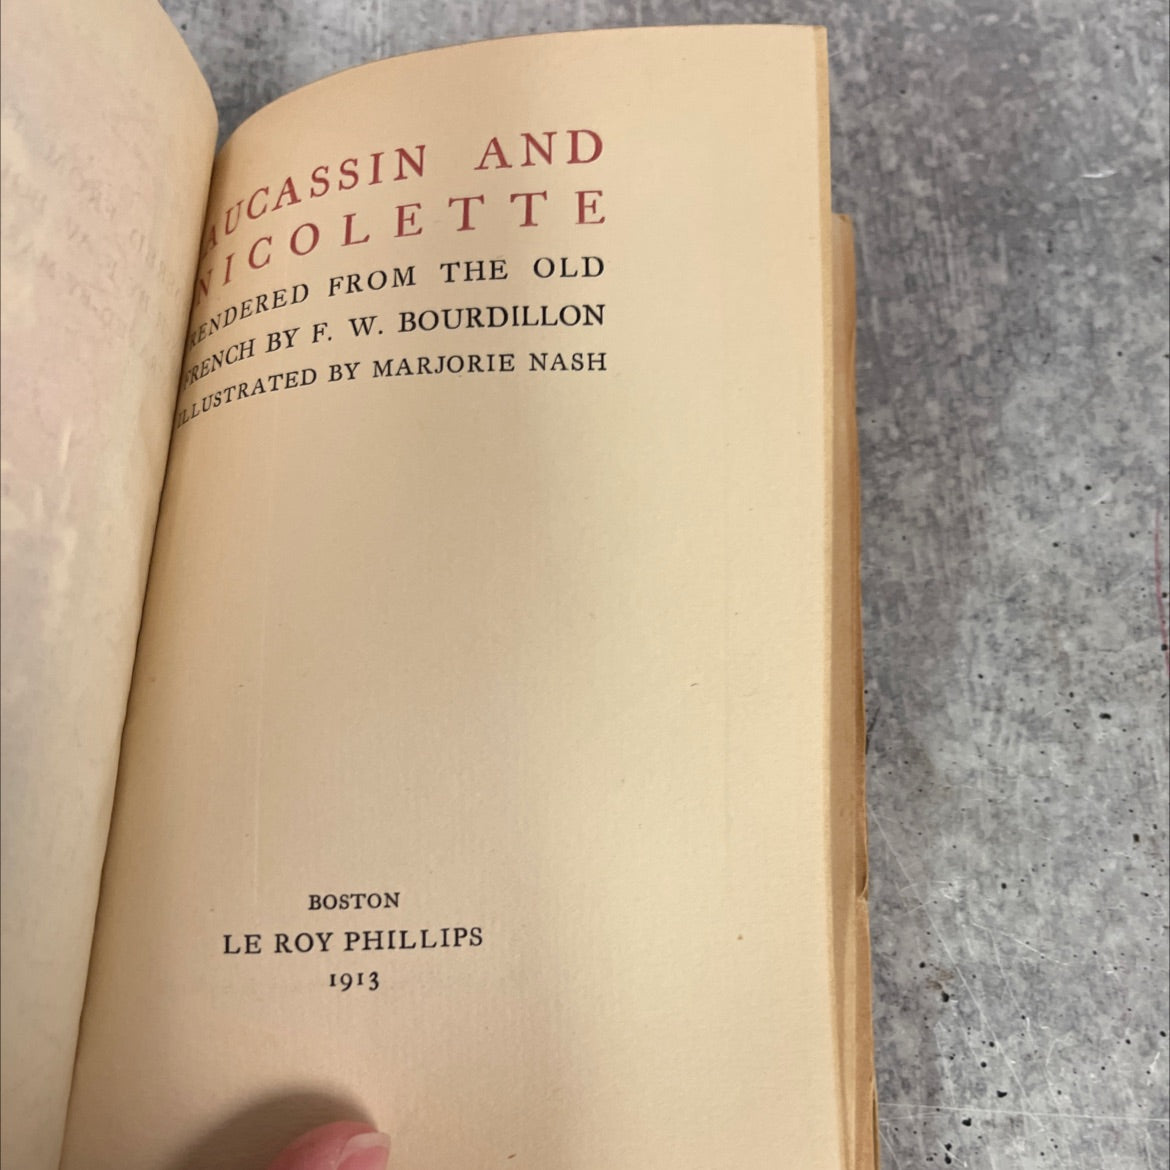 AUCASSIN AND
NICOLETTE
RENDERED FROM THE OLD
FRENCH BY F. W. BOURDILLON
ILLUSTRATED BY MARJORIE NASH
BOSTON
LE ROY PHILLIPS
1913